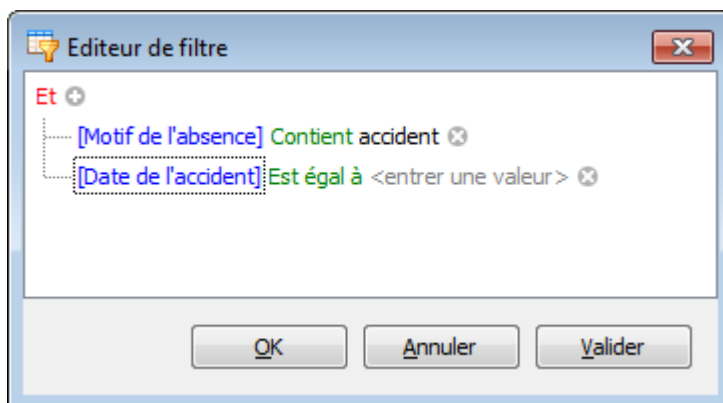 Editeur de filtre
Et
[Motif de l'absence] Contient accident
[Date de l'accident] Est égal à <entrer une valeur>
OK Annuler Valider